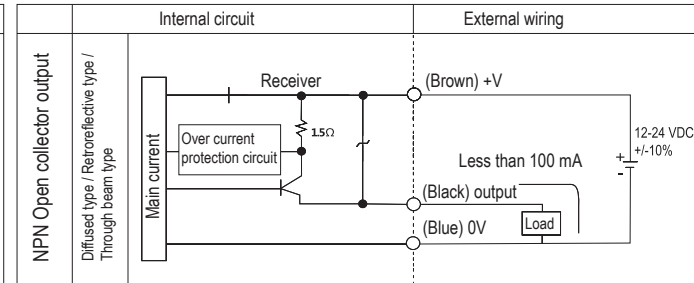 Internal circuit
External wiring
NPN Open collector output
Diffused type / Retroreflective type /
Through beam type
Main current
Receiver
1.5Ω
Over current
protection circuit
(Brown) +V
12-24 VDC
+/-10%
+
-
Less than 100 mA
(Black) output
Load
(Blue) 0V